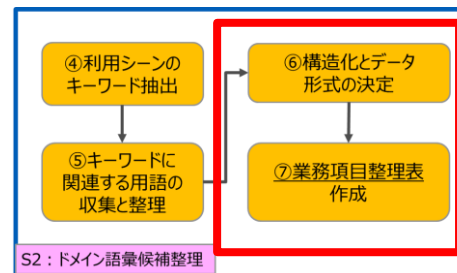 ④利用シーンの
キーワード抽出
⑤キーワードに
関連する用語の
収集と整理
⑥構造化とデータ
形式の決定
⑦業務項目整理表
作成
S2：ドメイン語彙候補整理